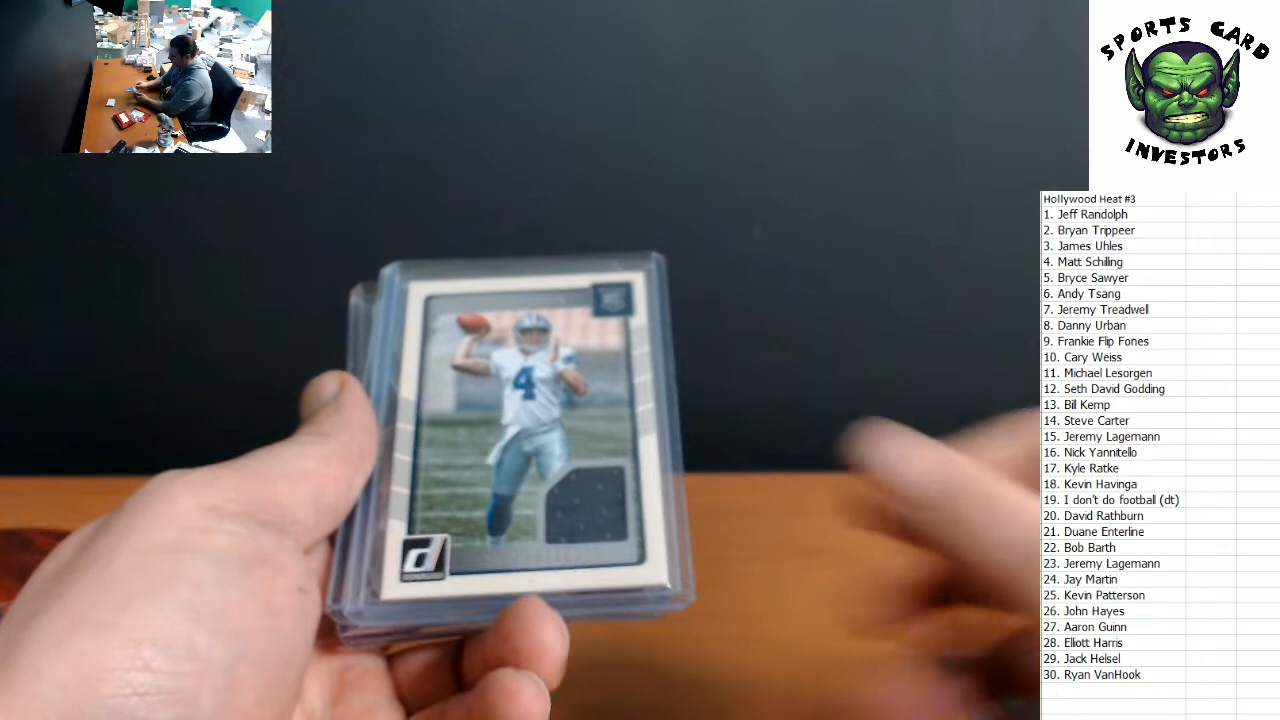 SPORTS CARD
INVESTORS
Hollywood Heat #3
1. Jeff Randolph
2. Bryan Trippeer
3. James Uhles
4. Matt Schiling
5. Bryce Sawyer
6. Andy Tsang
7. Jeremy Treadwell
8. Danny Urban
9. Frankie Flip Fones
10. Cary Weiss
11. Michael Lesorgen
12. Seth David Godding
13. Bill Kemp
14. Steve Carter
15. Jeremy Lagemann
16. Nick Yannitello
17. Kyle Ratke
18. Kevin Havinga
19. I don't do football (dt)
20. David Rathburn
21. Duane Enterline
22. Bob Barth
23. Jeremy Lagemann
24. Jay Martin
25. Kevin Patterson
26. John Hayes
27. Aaron Guinn
28. Eliott Harris
29. Jack Helsel
30. Ryan VanHook
4
d